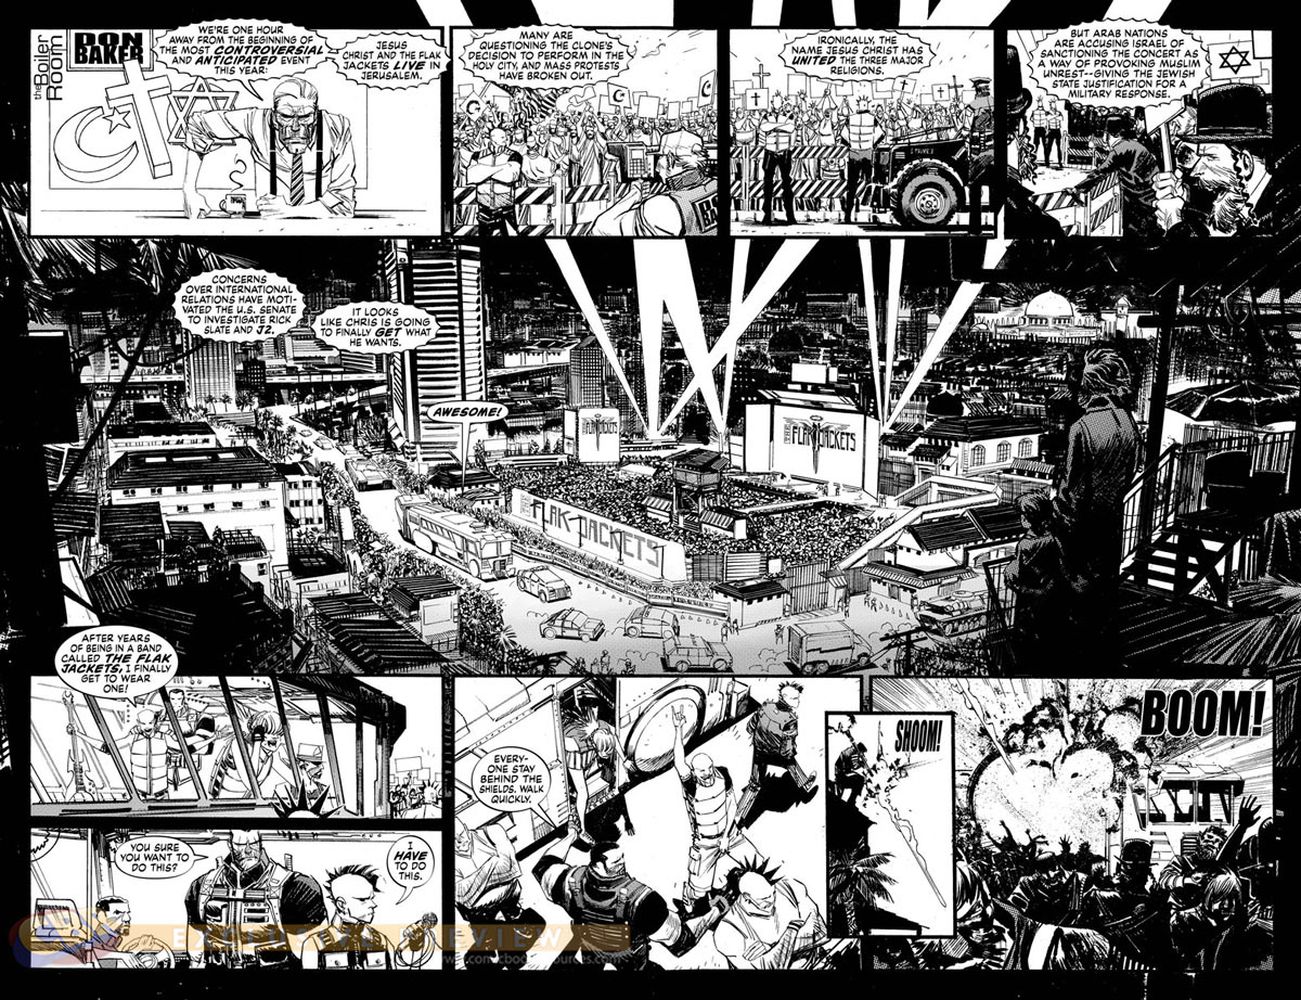 the Boiler
Room
DON
BAKER
WE'RE ONE HOUR
AWAY FROM THE BEGINNING OF
THE MOST CONTROVERSIAL
AND ANTICIPATED EVENT
THIS YEAR:
JESUS
CHRIST AND THE FLAK
JACKETS LIVE IN
JERUSALEM.
MANY ARE
QUESTIONING THE CLONE'S
DECISION TO PERFORM IN THE
HOLY CITY, AND MASS PROTESTS
HAVE BROKEN OUT.
IRONICALLY, THE
NAME JESUS CHRIST HAS
UNITED THE THREE MAJOR
RELIGIONS.
BUT ARAB NATIONS
ARE ACCUSING ISRAEL OF
SANCTIONING THE CONCERT AS
A WAY OF PROVOKING MUSLIM
UNREST--GIVING THE JEWISH
STATE JUSTIFICATION FOR A
MILITARY RESPONSE.
CONCERNS
OVER INTERNATIONAL
RELATIONS HAVE MOTI-
VATED THE U.S. SENATE
TO INVESTIGATE RICK
SLATE AND J2.
IT LOOKS
LIKE CHRIS IS GOING
TO FINALLY GET WHAT
HE WANTS.
AWESOME!
FLAK JACKETS
FLAK JACKETS
AFTER YEARS
OF BEING IN A BAND
CALLED THE FLAK
JACKETS, I FINALLY
GET TO WEAR
ONE!
YOU SURE
YOU WANT TO
DO THIS?
I
HAVE
TO DO
THIS.
EVERY-
ONE STAY
BEHIND THE
SHIELDS. WALK
QUICKLY.
SHOOM!
BOOM!
EXCLUSIVE PREVIEW
www.comicbookresources.com